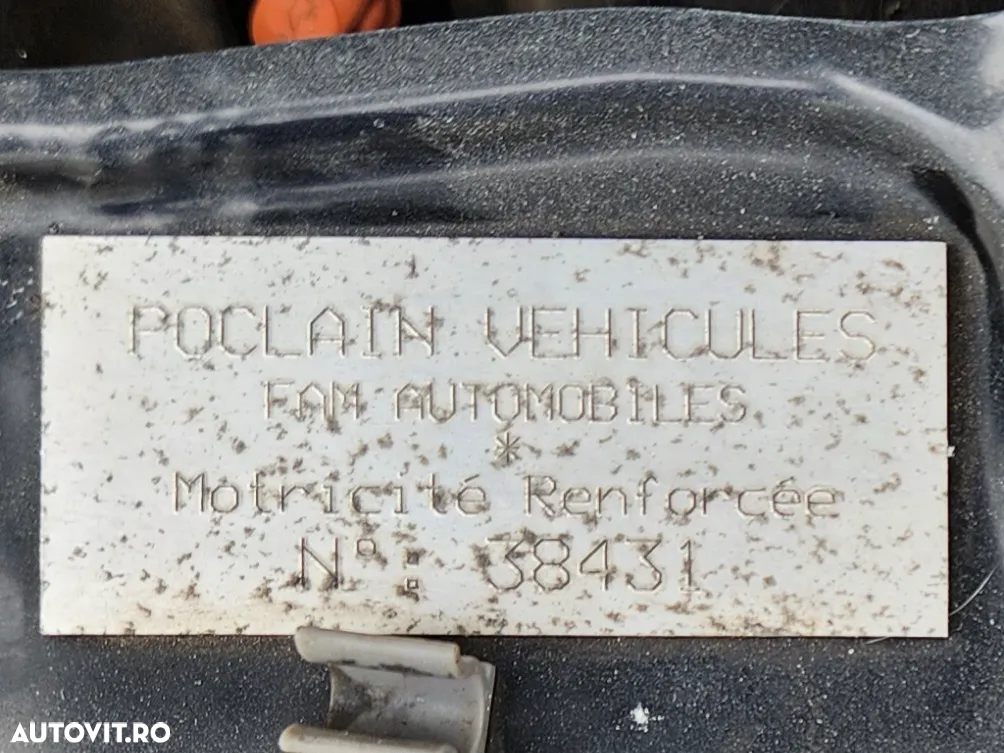 POCLAIN VEHICULES
FAM AUTOMOBILES
*
Motricité Renforcée
N° : 38431
AUTOVIT.RO